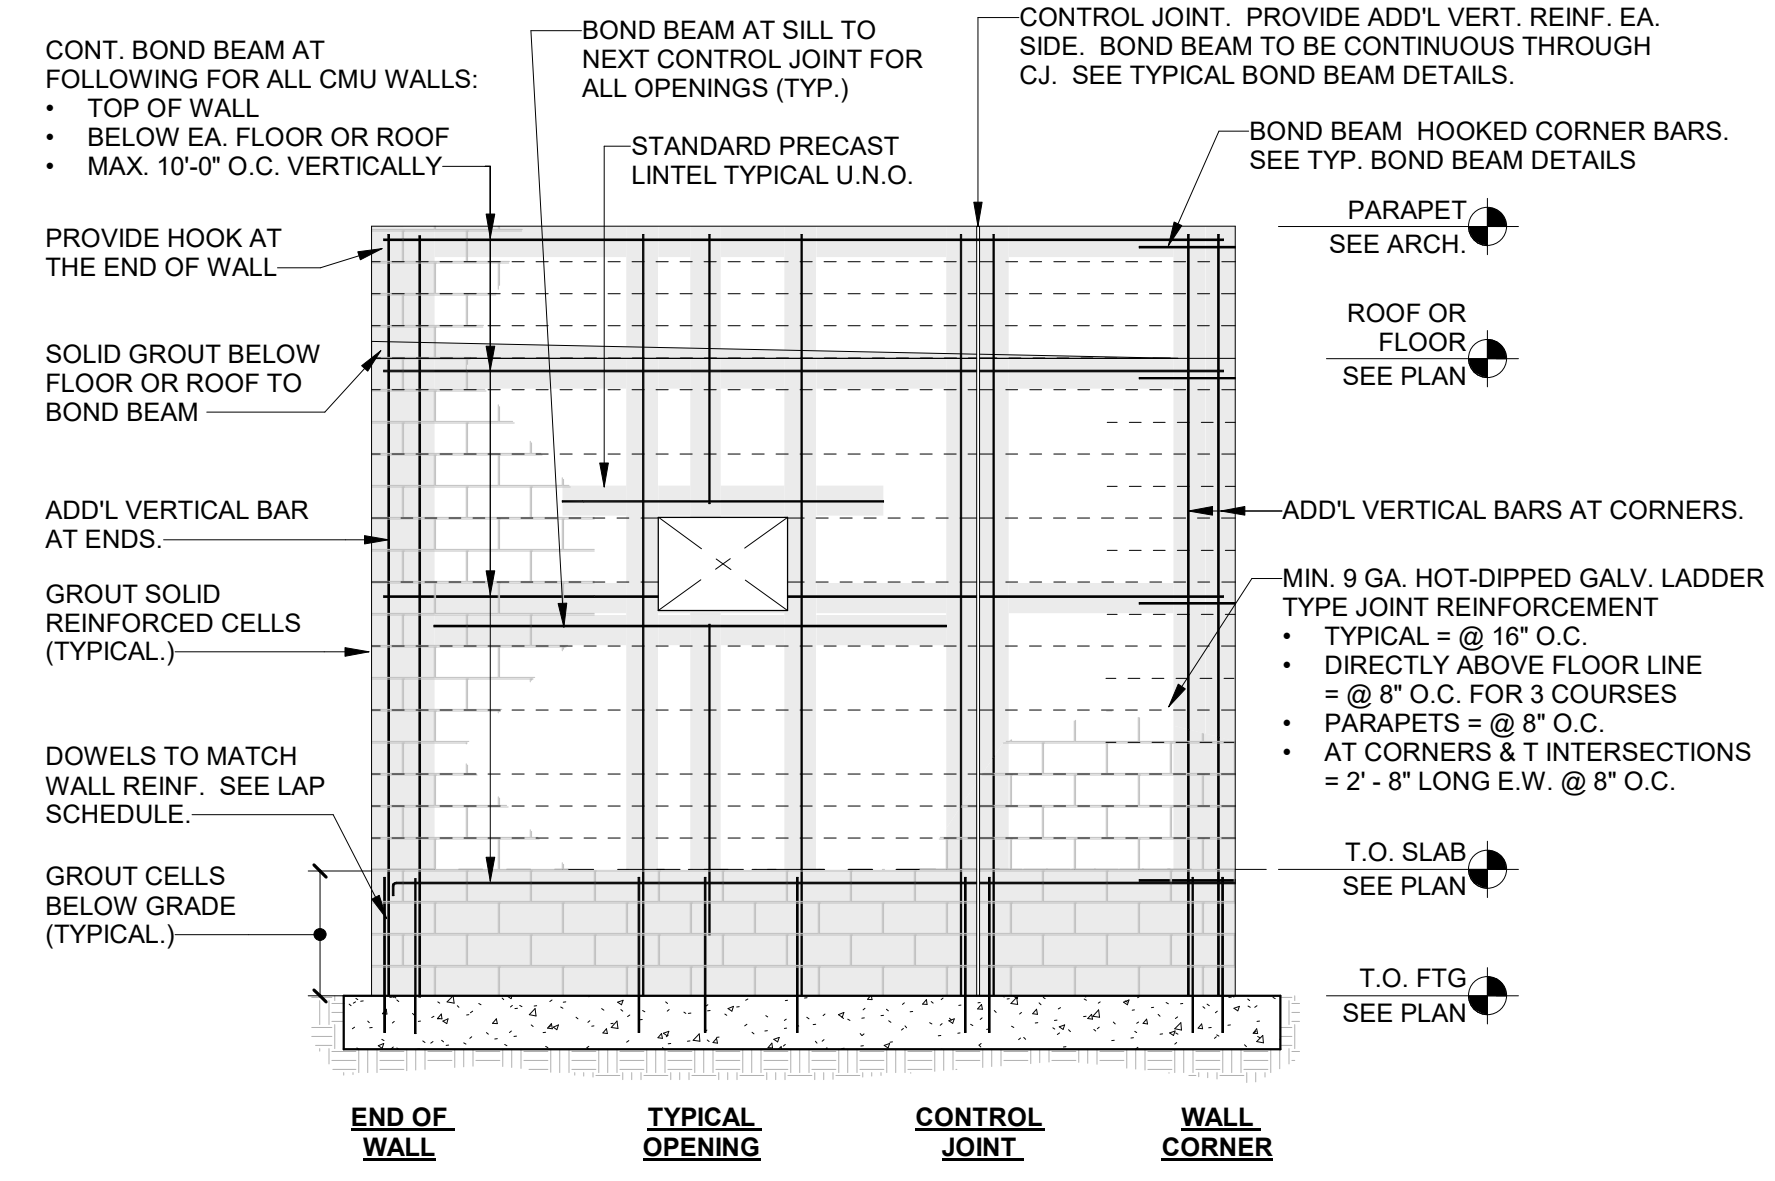 CONT. BOND BEAM AT
FOLLOWING FOR ALL CMU WALLS:
• TOP OF WALL
• BELOW EA. FLOOR OR ROOF
• MAX. 10'-0" O.C. VERTICALLY
PROVIDE HOOK AT
THE END OF WALL
SOLID GROUT BELOW
FLOOR OR ROOF TO
BOND BEAM
ADD'L VERTICAL BAR
AT ENDS.
GROUT SOLID
REINFORCED CELLS
(TYPICAL.)
DOWELS TO MATCH
WALL REINF. SEE LAP
SCHEDULE.
GROUT CELLS
BELOW GRADE
(TYPICAL.)
BOND BEAM AT SILL TO
NEXT CONTROL JOINT FOR
ALL OPENINGS (TYP.)
STANDARD PRECAST
LINTEL TYPICAL U.N.O.
CONTROL JOINT. PROVIDE ADD'L VERT. REINF. EA.
SIDE. BOND BEAM TO BE CONTINUOUS THROUGH
CJ. SEE TYPICAL BOND BEAM DETAILS.
BOND BEAM HOOKED CORNER BARS.
SEE TYP. BOND BEAM DETAILS
PARAPET
SEE ARCH.
ROOF OR
FLOOR
SEE PLAN
ADD'L VERTICAL BARS AT CORNERS.
MIN. 9 GA. HOT-DIPPED GALV. LADDER
TYPE JOINT REINFORCEMENT
• TYPICAL = @ 16" O.C.
• DIRECTLY ABOVE FLOOR LINE
= @ 8" O.C. FOR 3 COURSES
• PARAPETS = @ 8" O.C.
• AT CORNERS & T INTERSECTIONS
= 2' - 8" LONG E.W. @ 8" O.C.
T.O. SLAB
SEE PLAN
T.O. FTG
SEE PLAN
END OF
WALL
TYPICAL
OPENING
CONTROL
JOINT
WALL
CORNER